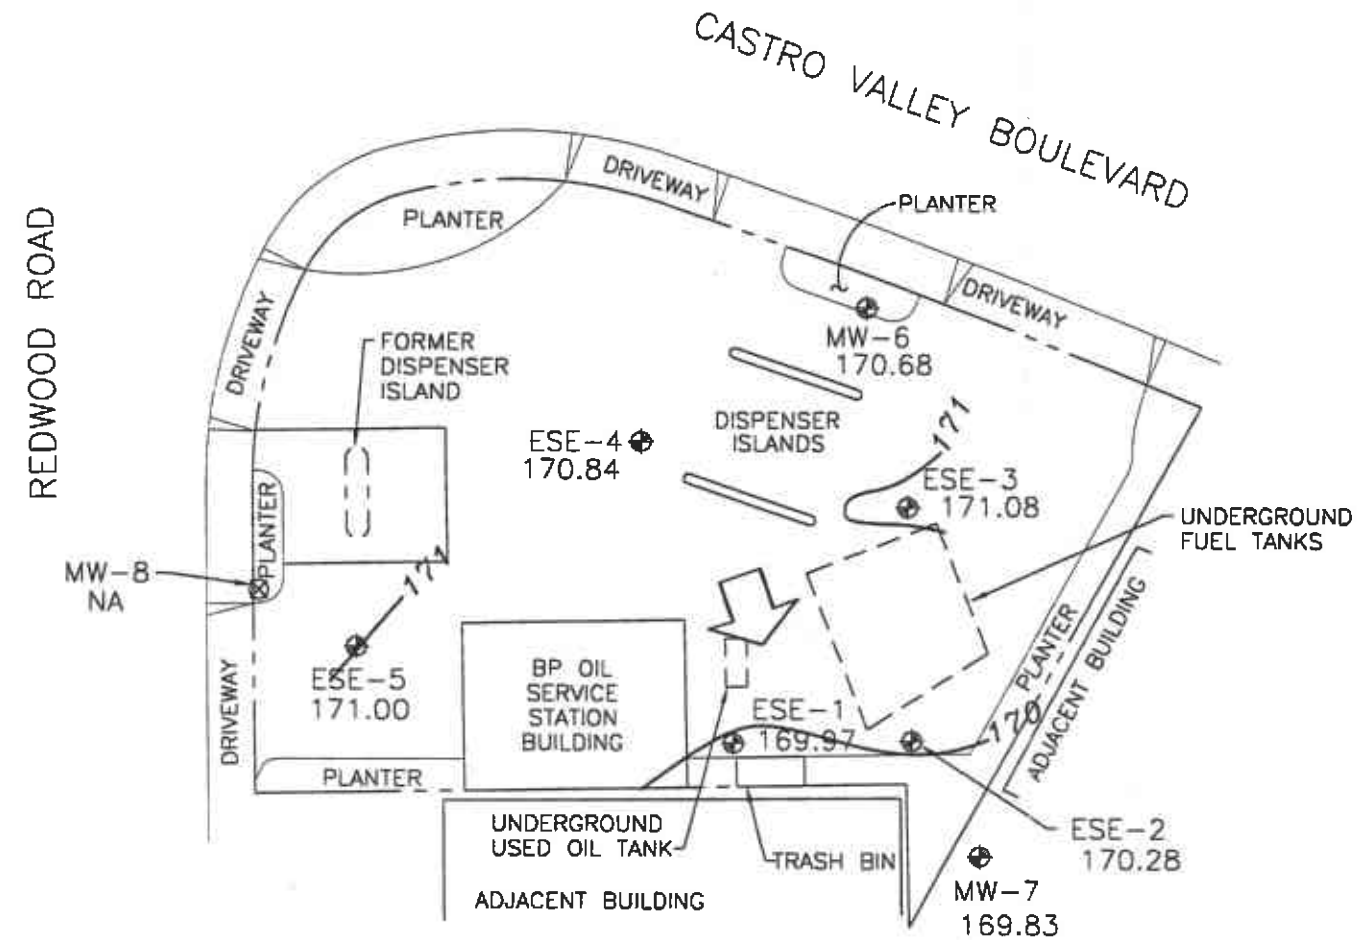 CASTRO VALLEY BOULEVARD
REDWOOD ROAD
DRIVEWAY
PLANTER
PLANTER
DRIVEWAY
DRIVEWAY
FORMER
DISPENSER
ISLAND
MW-6
170.68
DISPENSER
ISLANDS
171
ESE-4
170.84
ESE-3
171.08
UNDERGROUND
FUEL TANKS
PLANTER
MW-8
NA
171
ESE-5
171.00
DRIVEWAY
BP OIL
SERVICE
STATION
BUILDING
ESE-1
169.97
170
PLANTER
ADJACENT BUILDING
PLANTER
UNDERGROUND
USED OIL TANK
TRASH BIN
ESE-2
170.28
ADJACENT BUILDING
MW-7
169.83